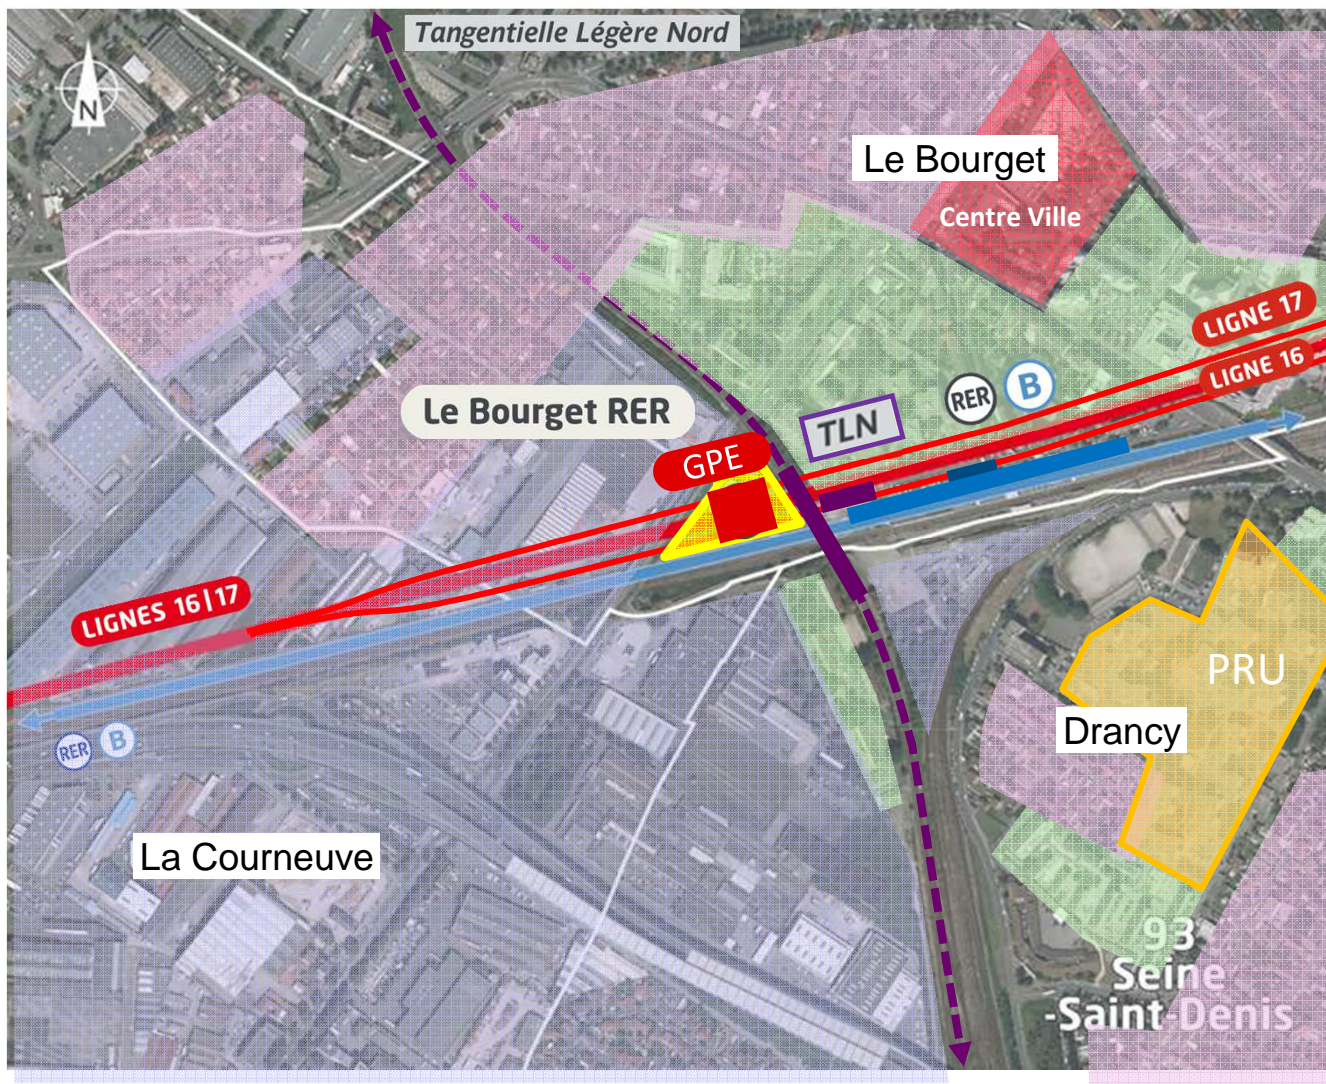 Tangentielle Légère Nord
N
Le Bourget
Centre Ville
LIGNE 17
LIGNE 16
RER B
TLN
Le Bourget RER
GPE
LIGNES 16|17
PRU
Drancy
RER B
La Courneuve
93
Seine
-Saint-Denis